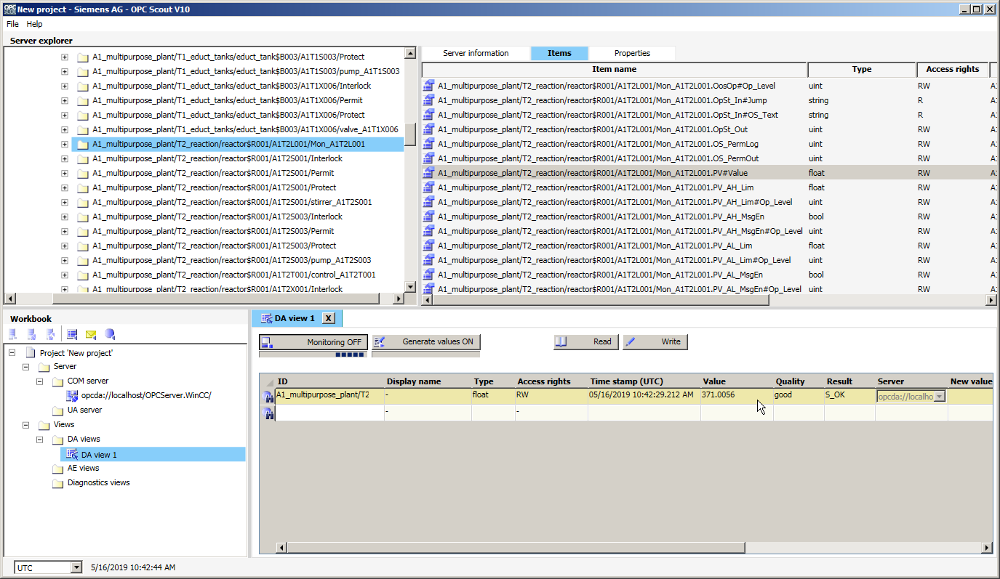 OPC SCOUT New project - Siemens AG - OPC Scout V10
File Help
Server explorer
A1_multipurpose_plant/T1_educt_tanks/educt_tank$B003/A1T1S003/Protect
A1_multipurpose_plant/T1_educt_tanks/educt_tank$B003/A1T1S003/pump_A1T1S003
A1_multipurpose_plant/T1_educt_tanks/educt_tank$B003/A1T1X006/Interlock
A1_multipurpose_plant/T1_educt_tanks/educt_tank$B003/A1T1X006/Permit
A1_multipurpose_plant/T1_educt_tanks/educt_tank$B003/A1T1X006/Protect
A1_multipurpose_plant/T1_educt_tanks/educt_tank$B003/A1T1X006/valve_A1T1X006
A1_multipurpose_plant/T2_reaction/reactor$R001/A1T2L001/Mon_A1T2L001
A1_multipurpose_plant/T2_reaction/reactor$R001/A1T2S001/Interlock
A1_multipurpose_plant/T2_reaction/reactor$R001/A1T2S001/Permit
A1_multipurpose_plant/T2_reaction/reactor$R001/A1T2S001/Protect
A1_multipurpose_plant/T2_reaction/reactor$R001/A1T2S001/stirrer_A1T2S001
A1_multipurpose_plant/T2_reaction/reactor$R001/A1T2S003/Interlock
A1_multipurpose_plant/T2_reaction/reactor$R001/A1T2S003/Permit
A1_multipurpose_plant/T2_reaction/reactor$R001/A1T2S003/Protect
A1_multipurpose_plant/T2_reaction/reactor$R001/A1T2S003/pump_A1T2S003
A1_multipurpose_plant/T2_reaction/reactor$R001/A1T2T001/control_A1T2T001
A1_multipurpose_plant/T2_reaction/reactor$R001/A1T2X001/Interlock
Server information Items Properties
Item name Type Access rights
A1_multipurpose_plant/T2_reaction/reactor$R001/A1T2L001/Mon_A1T2L001.OosOp#Op_Level uint RW A1
A1_multipurpose_plant/T2_reaction/reactor$R001/A1T2L001/Mon_A1T2L001.OpSt_In#Jump string R A1
A1_multipurpose_plant/T2_reaction/reactor$R001/A1T2L001/Mon_A1T2L001.OpSt_In#OS_Text string R A1
A1_multipurpose_plant/T2_reaction/reactor$R001/A1T2L001/Mon_A1T2L001.OpSt_Out uint RW A1
A1_multipurpose_plant/T2_reaction/reactor$R001/A1T2L001/Mon_A1T2L001.OS_PermLog uint RW A1
A1_multipurpose_plant/T2_reaction/reactor$R001/A1T2L001/Mon_A1T2L001.OS_PermOut uint RW A1
A1_multipurpose_plant/T2_reaction/reactor$R001/A1T2L001/Mon_A1T2L001.PV#Value float RW A1
A1_multipurpose_plant/T2_reaction/reactor$R001/A1T2L001/Mon_A1T2L001.PV_AH_Lim float RW A1
A1_multipurpose_plant/T2_reaction/reactor$R001/A1T2L001/Mon_A1T2L001.PV_AH_Lim#Op_Level uint RW A1
A1_multipurpose_plant/T2_reaction/reactor$R001/A1T2L001/Mon_A1T2L001.PV_AH_MsgEn bool RW A1
A1_multipurpose_plant/T2_reaction/reactor$R001/A1T2L001/Mon_A1T2L001.PV_AH_MsgEn#Op_Level uint RW A1
A1_multipurpose_plant/T2_reaction/reactor$R001/A1T2L001/Mon_A1T2L001.PV_AL_Lim float RW A1
A1_multipurpose_plant/T2_reaction/reactor$R001/A1T2L001/Mon_A1T2L001.PV_AL_Lim#Op_Level uint RW A1
A1_multipurpose_plant/T2_reaction/reactor$R001/A1T2L001/Mon_A1T2L001.PV_AL_MsgEn bool RW A1
A1_multipurpose_plant/T2_reaction/reactor$R001/A1T2L001/Mon_A1T2L001.PV_AL_MsgEn#Op_Level uint RW A1
Workbook
Project 'New project'
Server
COM server
opcda://localhost/OPCServer.WinCC/
UA server
Views
DA views
DA view 1
AE views
Diagnostics views
DA view 1 X
Monitoring OFF Generate values ON Read Write
ID Display name Type Access rights Time stamp (UTC) Value Quality Result Server New value
A1_multipurpose_plant/T2 - float RW 05/16/2019 10:42:29.212 AM 371.0056 good S_OK opcda://localho
- -
UTC 5/16/2019 10:42:44 AM